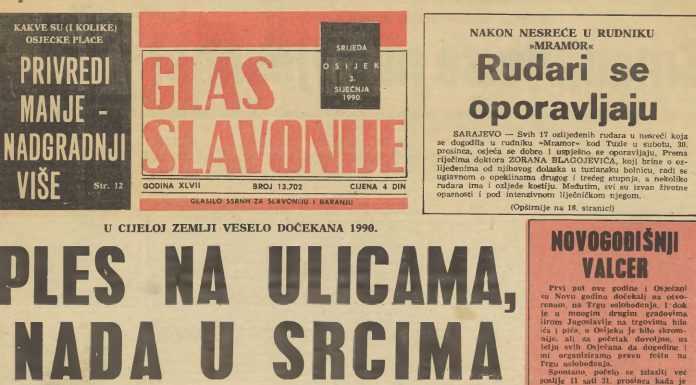 KAKVE SU (I KOLIKE)
OSJEČKE PLAĆE
PRIVREDI
MANJE -
NADGRADNJI
VIŠE
Str. 12
GLAS
SLAVONIJE
SRIJEDA
OSIJEK
3.
SIJEČNJA
1990.
GODINA XLVII BROJ 13.702 CIJENA 4 DIN
GLASILO SSRNH ZA SLAVONIJU I BARANJU
NAKON NESREĆE U RUDNIKU
»MRAMOR«
Rudari se
oporavljaju
SARAJEVO — Svih 17 ozlijeđenih rudara u nesreći koja
se dogodila u rudniku »Mramor« kod Tuzle u subotu, 30.
prosinca, osjeća se dobro i uspješno se oporavljaju. Prema
riječima doktora ZORANA BLAGOJEVIĆA, koji brine o oz-
lijeđenima od njihovog dolaska u tuzlansku bolnicu, radi se
uglavnom o opeklinama drugog i trećeg stupnja, a nekoliko
rudara ima i ozljede kostiju. Međutim, svi su izvan životne
opasnosti i pod intenzivnom liječničkom njegom.
(Opširnije na 16. stranici)
U CIJELOJ ZEMLJI VESELO DOČEKANA 1990.
PLES NA ULICAMA,
NADA U SRCIMA
NOVOGODIŠNJI
VALCER
Prvi put ove godine i Osječani
su Novu godinu dočekali na otvo-
renom, na Trgu oslobođenja. I dok
je u mnogim drugim gradovima
širom Jugoslavije na trgovima bilo
ića i pića, u Osijeku je bilo skrom-
nije, ali za početak dovoljno, uz
želju svih Osječana da dogodine i
mi organiziramo pravu feštu na
Trgu oslobođenja.
Spontano, počelo se izlaziti već
poslije 11 sati 31. prosinca kada je